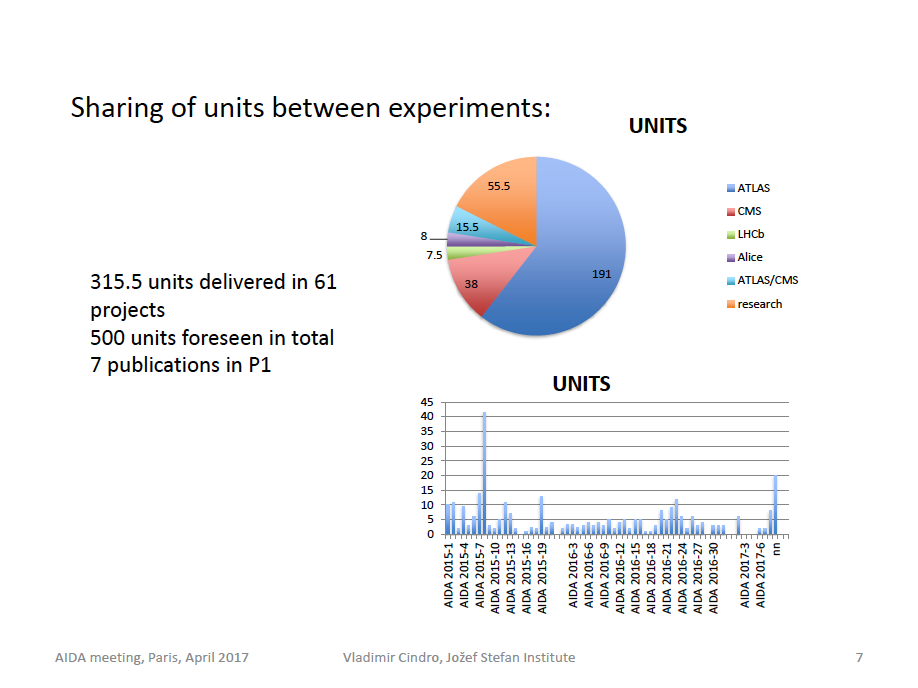 Sharing of units between experiments:
UNITS
55.5
15.5
8
7.5
38
191
ATLAS
CMS
LHCb
Alice
ATLAS/CMS
research
315.5 units delivered in 61
projects
500 units foreseen in total
7 publications in P1
UNITS
45
40
35
30
25
20
15
10
5
0
AIDA 2015-1
AIDA 2015-4
AIDA 2015-7
AIDA 2015-10
AIDA 2015-13
AIDA 2015-16
AIDA 2015-19
AIDA 2016-3
AIDA 2016-6
AIDA 2016-9
AIDA 2016-12
AIDA 2016-15
AIDA 2016-18
AIDA 2016-21
AIDA 2016-24
AIDA 2016-27
AIDA 2016-30
AIDA 2017-3
AIDA 2017-6
nn
AIDA meeting, Paris, April 2017
Vladimir Cindro, Jožef Stefan Institute
7